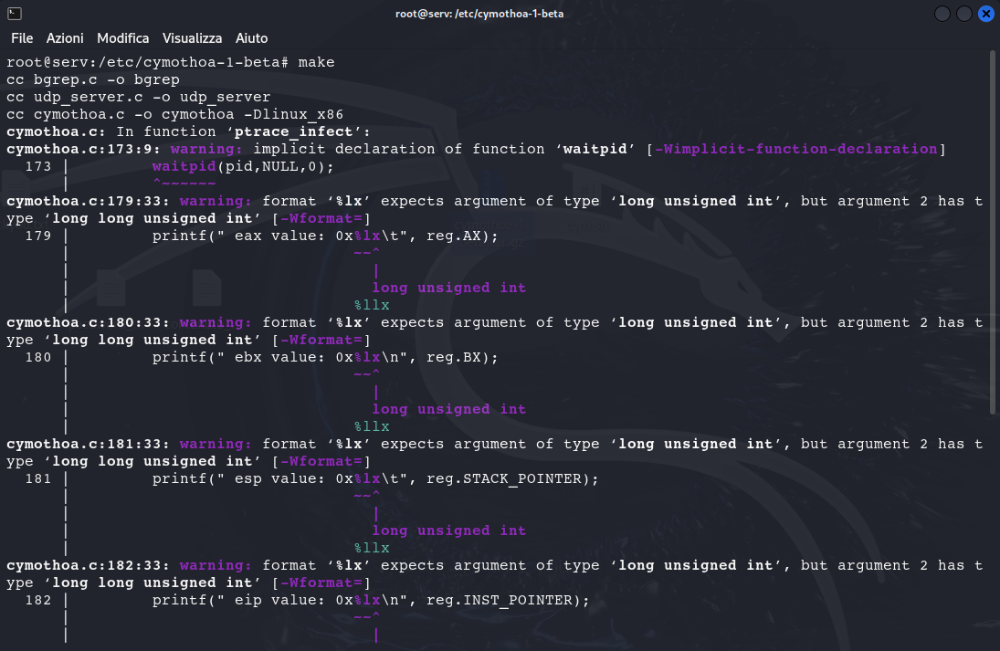 root@serv: /etc/cymothoa-1-beta
File Azioni Modifica Visualizza Aiuto
root@serv:/etc/cymothoa-1-beta# make
cc bgrep.c -o bgrep
cc udp_server.c -o udp_server
cc cymothoa.c -o cymothoa -Dlinux_x86
cymothoa.c: In function ‘ptrace_infect’:
cymothoa.c:173:9: warning: implicit declaration of function ‘waitpid’ [-Wimplicit-function-declaration]
  173 |         waitpid(pid,NULL,0);
      |         ^~~~~~~
cymothoa.c:179:33: warning: format ‘%lx’ expects argument of type ‘long unsigned int’, but argument 2 has t
ype ‘long long unsigned int’ [-Wformat=]
  179 |         printf(" eax value: 0x%lx\t", reg.AX);
      |                               ~~^
      |                                 |
      |                                 long unsigned int
      |                               %llx
cymothoa.c:180:33: warning: format ‘%lx’ expects argument of type ‘long unsigned int’, but argument 2 has t
ype ‘long long unsigned int’ [-Wformat=]
  180 |         printf(" ebx value: 0x%lx\n", reg.BX);
      |                               ~~^
      |                                 |
      |                                 long unsigned int
      |                               %llx
cymothoa.c:181:33: warning: format ‘%lx’ expects argument of type ‘long unsigned int’, but argument 2 has t
ype ‘long long unsigned int’ [-Wformat=]
  181 |         printf(" esp value: 0x%lx\t", reg.STACK_POINTER);
      |                               ~~^
      |                                 |
      |                                 long unsigned int
      |                               %llx
cymothoa.c:182:33: warning: format ‘%lx’ expects argument of type ‘long unsigned int’, but argument 2 has t
ype ‘long long unsigned int’ [-Wformat=]
  182 |         printf(" eip value: 0x%lx\n", reg.INST_POINTER);
      |                               ~~^
      |                                 |